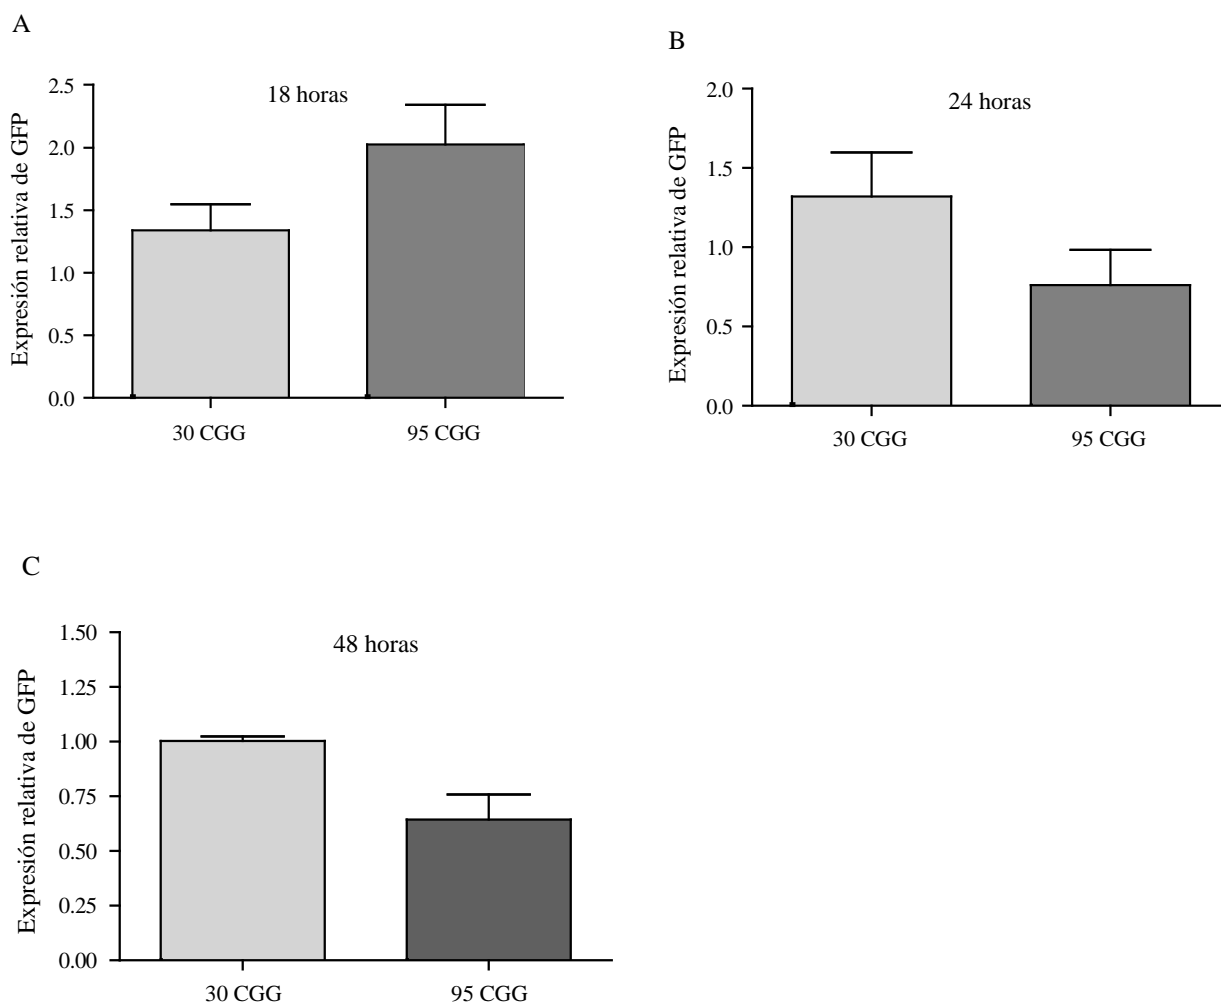 A
18 horas
Expresión relativa de GFP
2.5
2.0
1.5
1.0
0.5
0.0
30 CGG
95 CGG
B
24 horas
Expresión relativa de GFP
2.0
1.5
1.0
0.5
0.0
30 CGG
95 CGG
C
48 horas
Expresión relativa de GFP
1.50
1.25
1.00
0.75
0.50
0.25
0.00
30 CGG
95 CGG